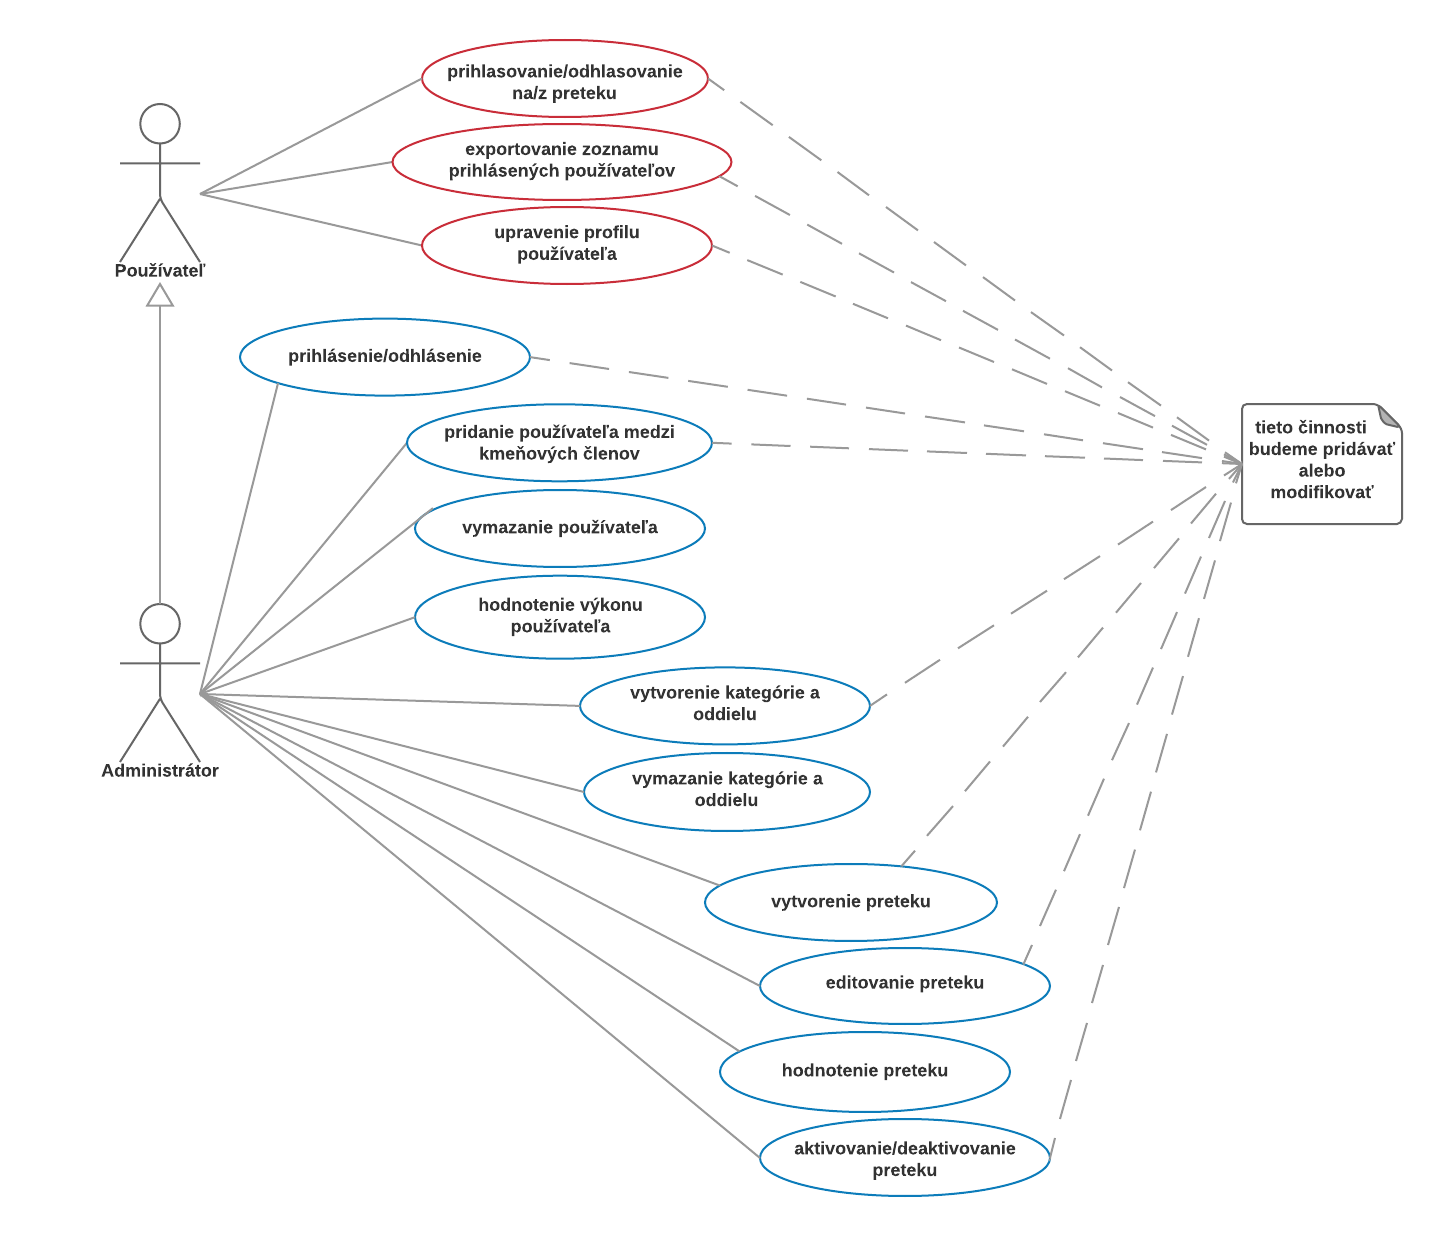 prihlasovanie/odhlasovanie
na/z preteku
exportovanie zoznamu
prihlásených používateľov
upravenie profilu
používateľa
Používateľ
prihlásenie/odhlásenie
pridanie používateľa medzi
kmeňových členov
tieto činnosti
budeme pridávať
alebo
modifikovať
vymazanie používateľa
hodnotenie výkonu
používateľa
vytvorenie kategórie a
oddielu
Administrátor
vymazanie kategórie a
oddielu
vytvorenie preteku
editovanie preteku
hodnotenie preteku
aktivovanie/deaktivovanie
preteku